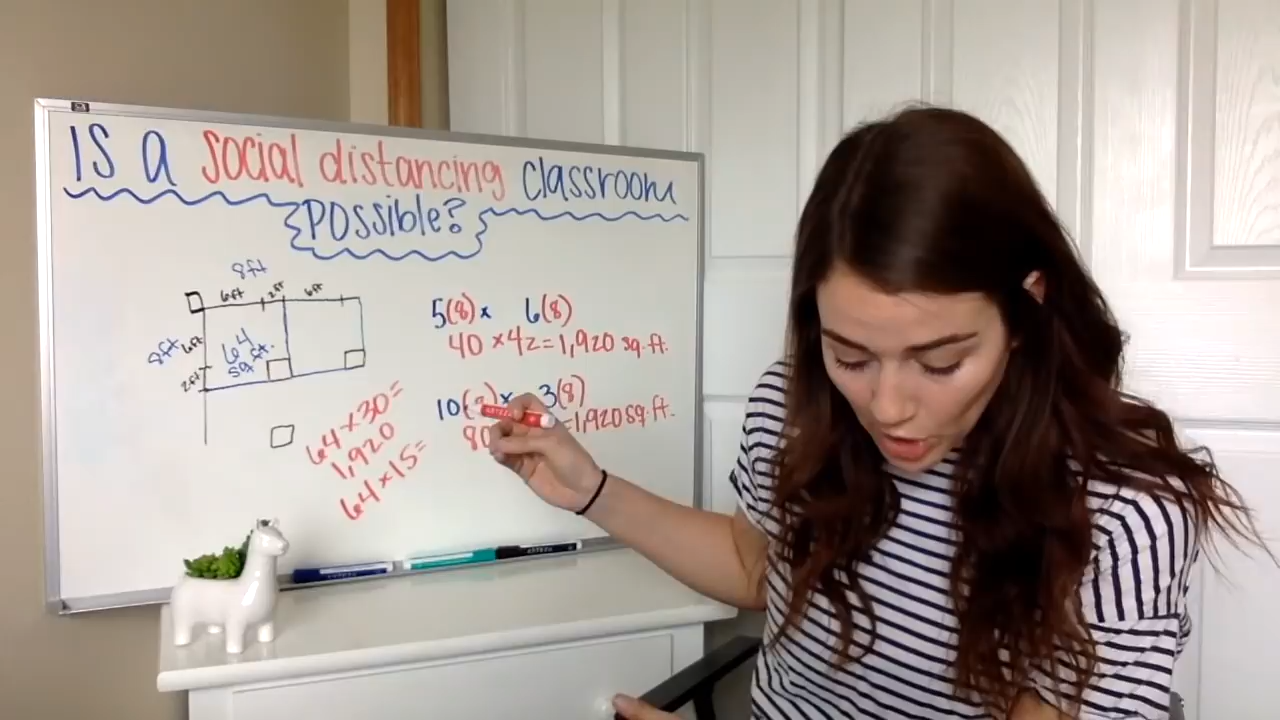 IS a social distancing classroom
POSSIBLE?
8ft
6ft 2ft 6ft
8ft 6ft
64
sq ft.
2ft
64 x 30 =
1,920
64 x 15 =
5(8) x 6(8)
40 x 42 = 1,920 sq. ft.
10( x 3(8)
80 =1,920 sq. ft.